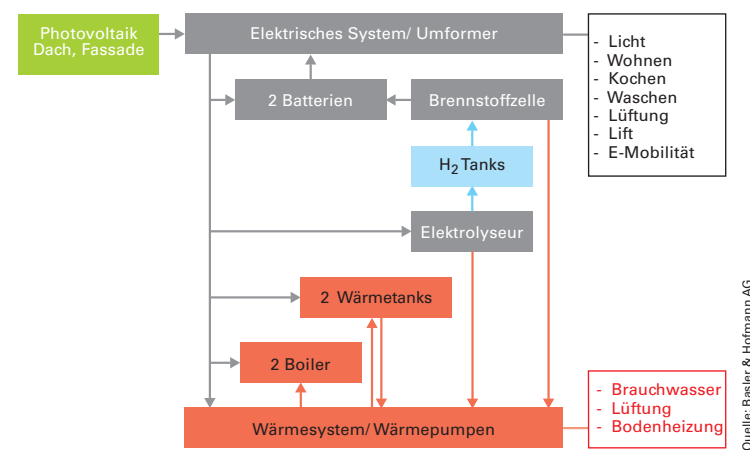 Photovoltaik
Dach, Fassade
Elektrisches System/ Umformer
- Licht
- Wohnen
- Kochen
- Waschen
- Lüftung
- Lift
- E-Mobilität
2 Batterien
Brennstoffzelle
H₂ Tanks
Elektrolyseur
2 Wärmetanks
2 Boiler
Wärmesystem/ Wärmepumpen
- Brauchwasser
- Lüftung
- Bodenheizung
Quelle: Basler & Hofmann AG